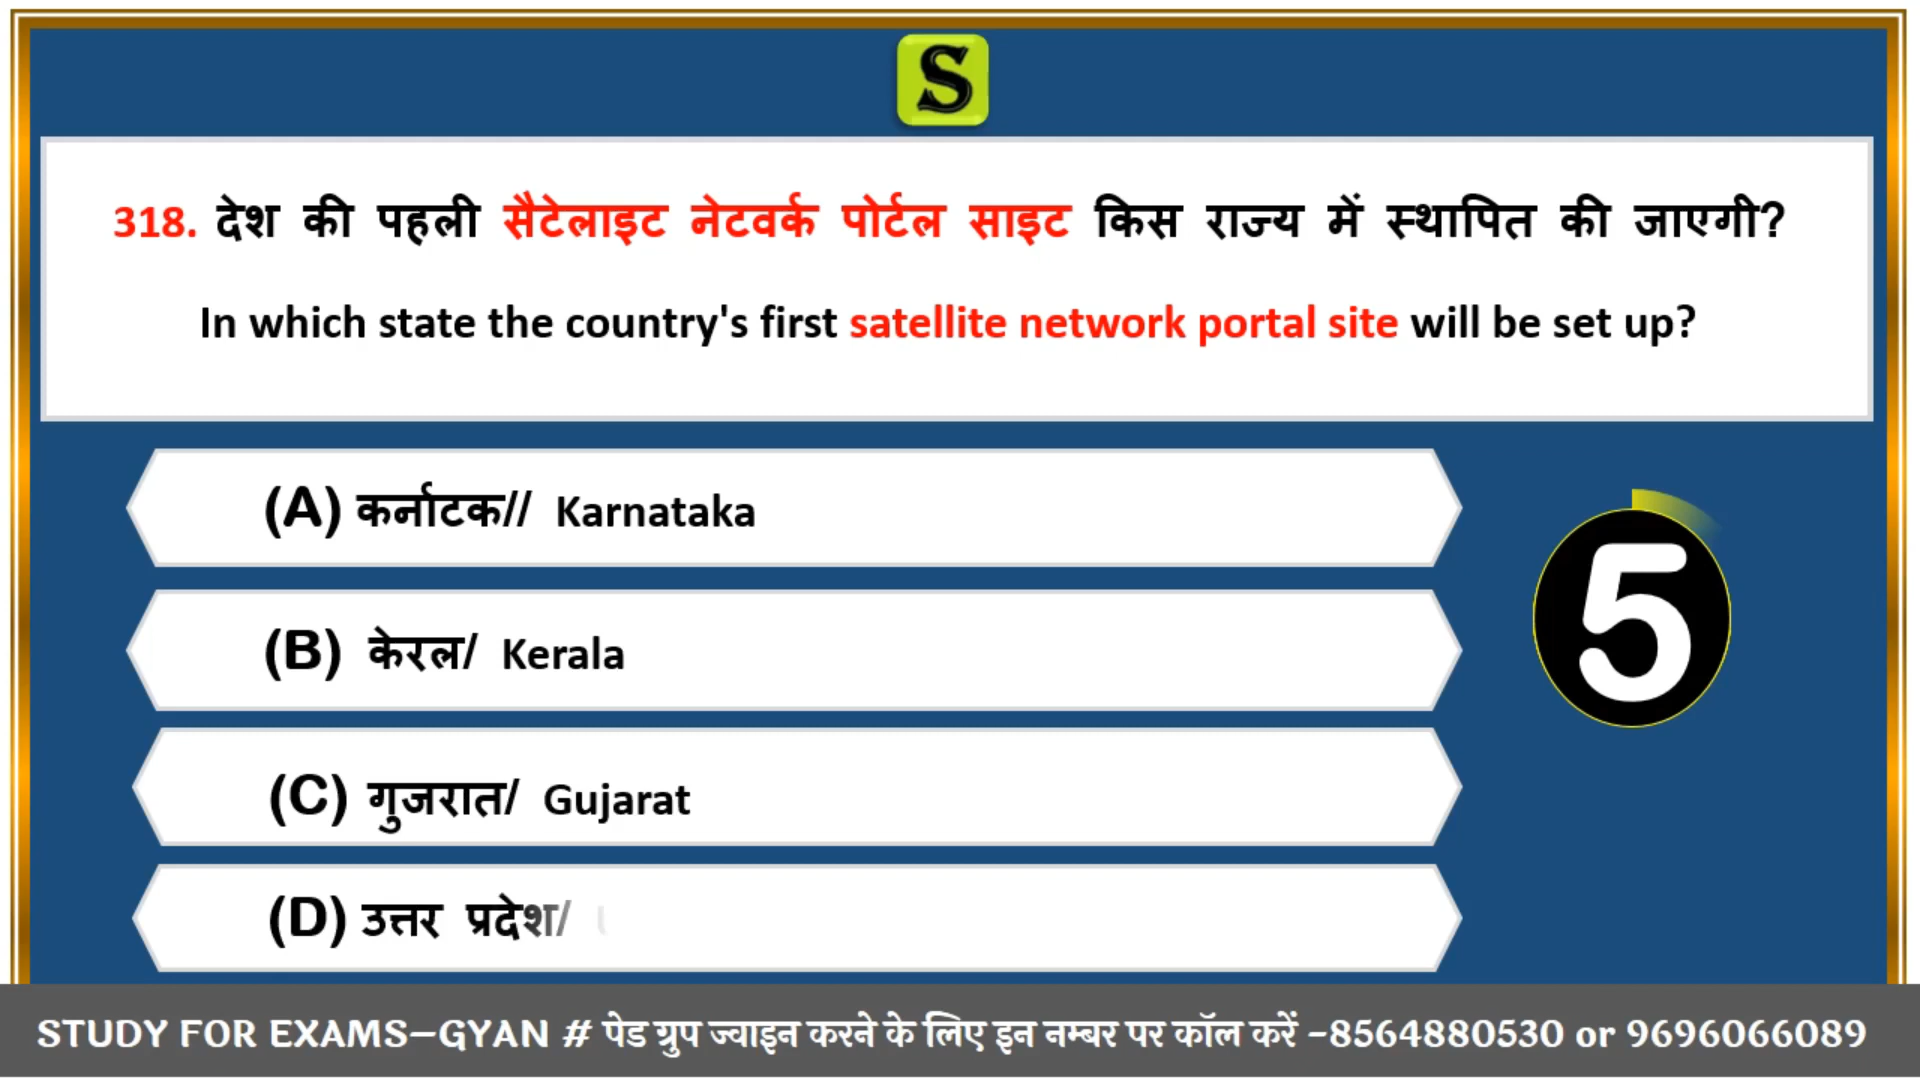 S
318. देश की पहली सैटेलाइट नेटवर्क पोर्टल साइट किस राज्य में स्थापित की जाएगी?
In which state the country's first satellite network portal site will be set up?
(A) कर्नाटक// Karnataka
(B) केरल/ Kerala
5
(C) गुजरात/ Gujarat
(D) उत्तर प्रदेश/
STUDY FOR EXAMS–GYAN # पेड ग्रुप ज्वाइन करने के लिए इन नम्बर पर कॉल करें -8564880530 or 9696066089